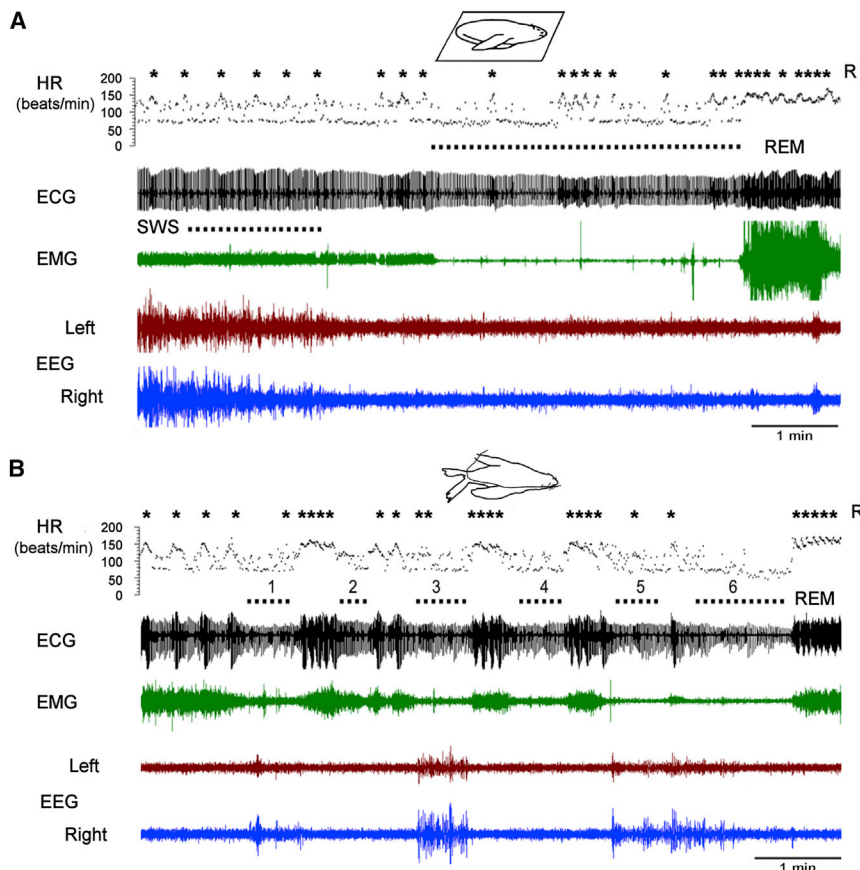 A
* * * * * * * * * * * * * * * * * * * * * * * * * * R
HR
(beats/min)
200
150
100
50
0
REM
ECG
SWS
EMG
Left
EEG
Right
1 min
B
* * * * * **** * * ** **** **** * * ***** R
HR
(beats/min)
200
150
100
50
0
1 2 3 4 5 6
REM
ECG
EMG
Left
EEG
Right
1 min